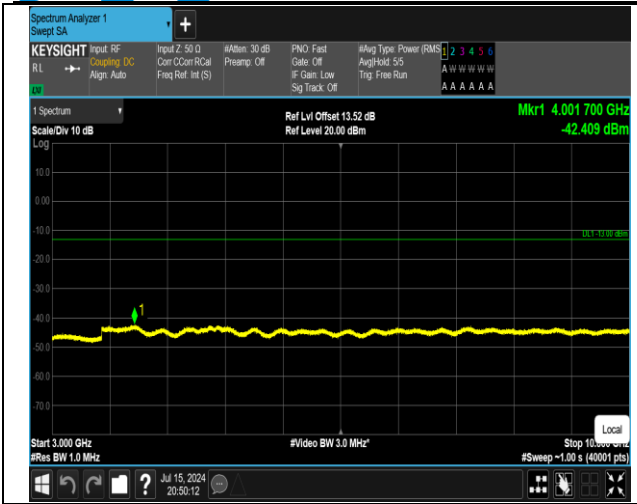 Spectrum Analyzer 1
Swept SA
+
KEYSIGHT
RL
LXI
Input: RF
Coupling: DC
Align: Auto
Input Z: 50 Ω
Corr CCorr RCal
Freq Ref: Int (S)
#Atten: 30 dB
Preamp: Off
PNO: Fast
Gate: Off
IF Gain: Low
Sig Track: Off
#Avg Type: Power (RMS
Avg|Hold: 5/5
Trig: Free Run
1 2 3 4 5 6
A W W W W W
A A A A A A
1 Spectrum
Scale/Div 10 dB
Log
Ref Lvl Offset 13.52 dB
Ref Level 20.00 dBm
Mkr1 4.001 700 GHz
-42.409 dBm
10.0
0.00
-10.0
DL1 -13.00 dBm
-20.0
-30.0
-40.0
1
-50.0
-60.0
-70.0
Local
Start 3.000 GHz
#Res BW 1.0 MHz
#Video BW 3.0 MHz*
Stop 10.000 GHz
#Sweep ~1.00 s (40001 pts)
?
Jul 15, 2024
20:50:12